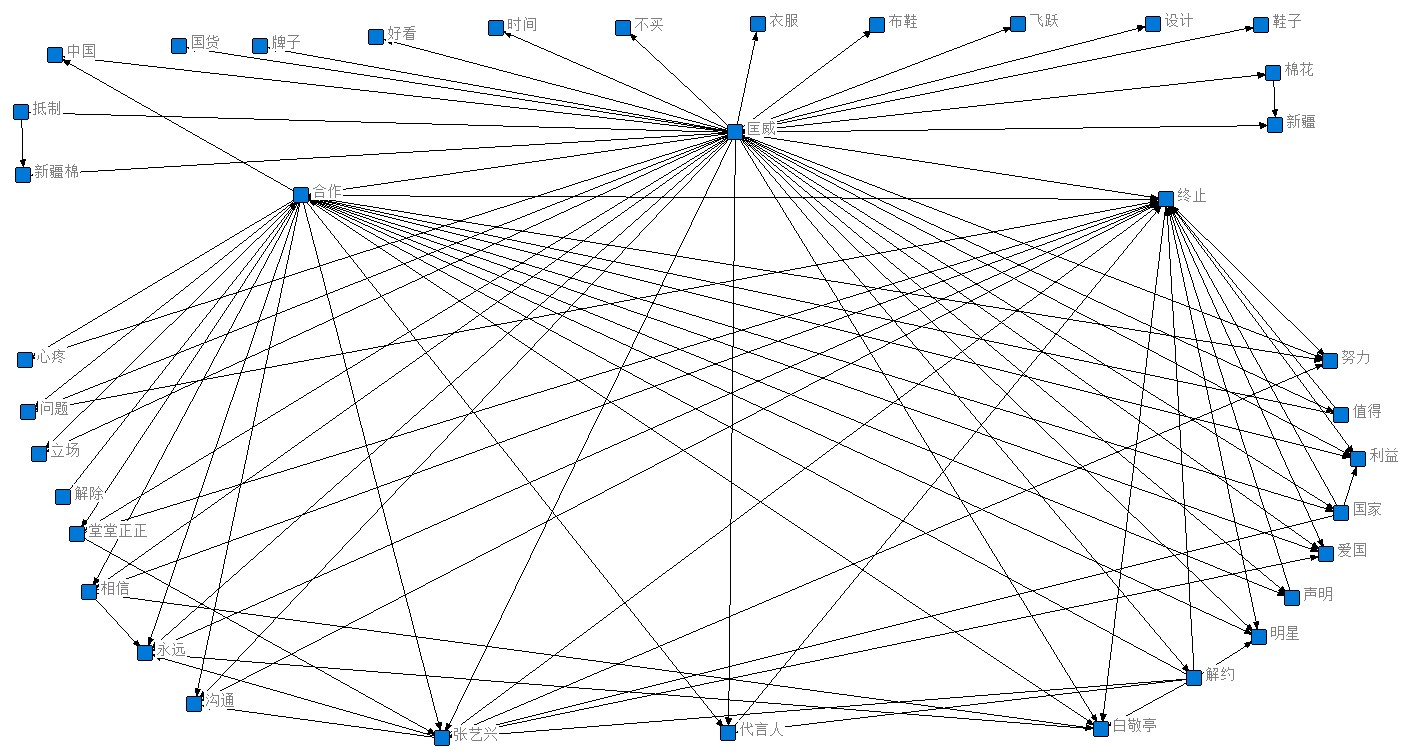 时间
不买
衣服
布鞋
飞跃
设计
鞋子
好看
国货
牌子
中国
棉花
抵制
新疆
匡威
新疆棉
合作
终止
心疼
努力
问题
值得
立场
利益
解除
国家
堂堂正正
爱国
相信
声明
明星
永远
解约
沟通
张艺兴
代言人
白敬亭